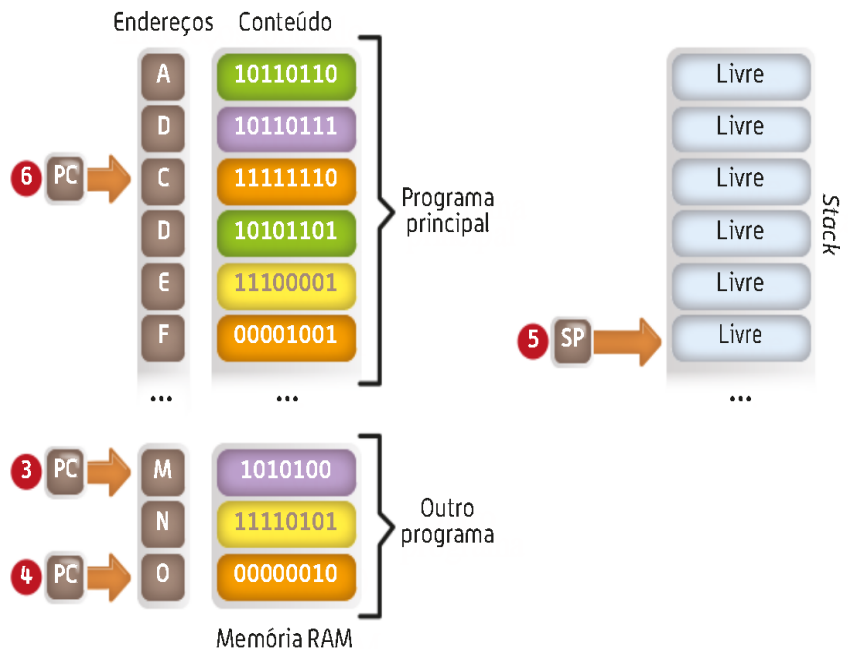 Endereços Conteúdo
A 10110110 Livre
D 10110111 Livre
6 PC C 11111110 Livre
Programa
principal
Stack
D 10101101 Livre
E 11100001 Livre
F 00001001 5 SP Livre
... ... ...
3 PC M 1010100
N 11110101
Outro
programa
4 PC O 00000010
Memória RAM